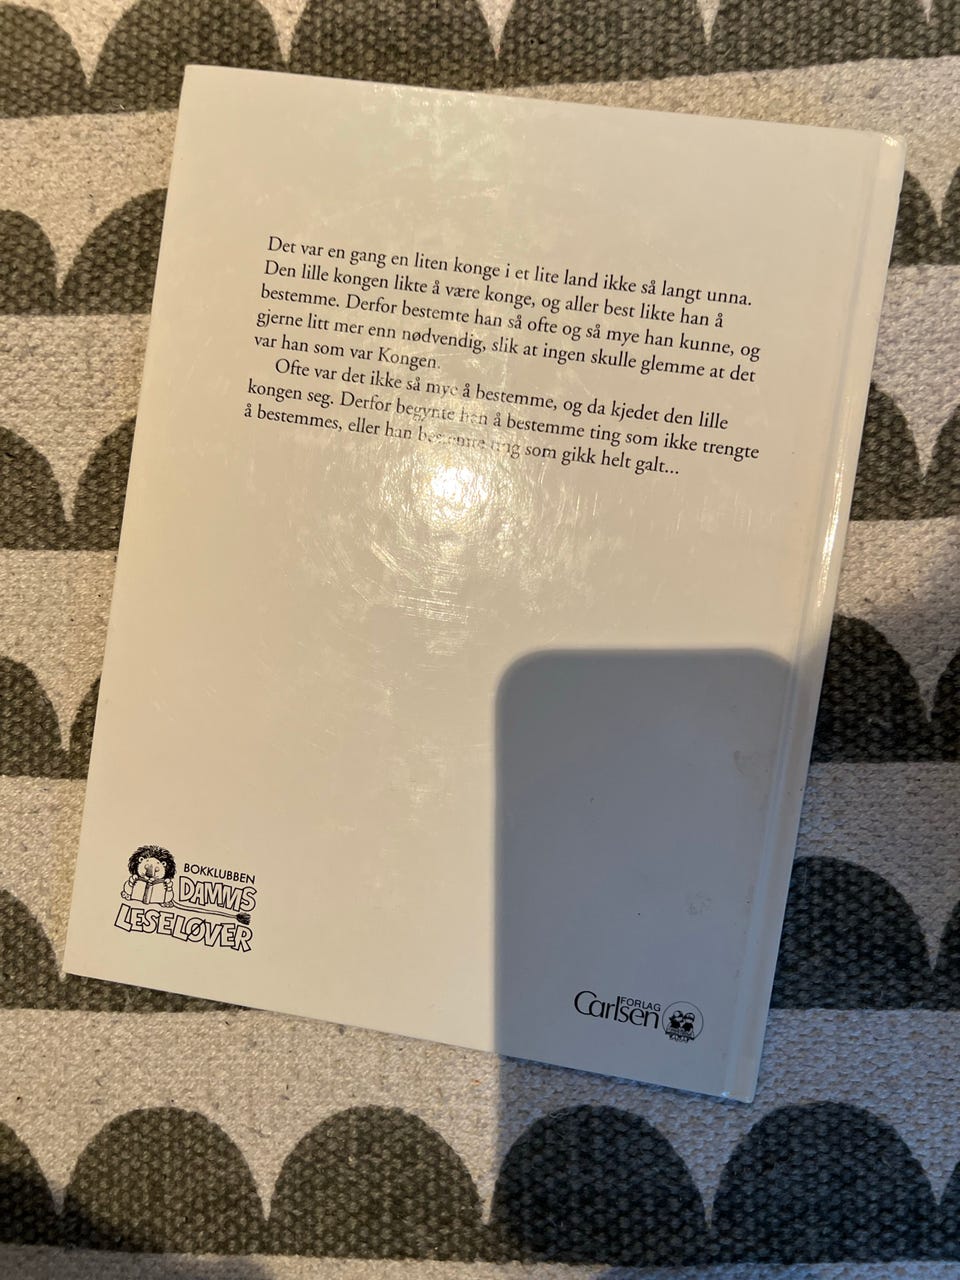 Det var en gang en liten konge i et lite land ikke så langt unna.
Den lille kongen likte å være konge, og aller best likte han å
bestemme. Derfor bestemte han så ofte og så mye han kunne, og
gjerne litt mer enn nødvendig, slik at ingen skulle glemme at det
var han som var Kongen.
Ofte var det ikke så mye å bestemme, og da kjedet den lille
kongen seg. Derfor begynte han å bestemme ting som ikke trengte
å bestemmes, eller han bestemte ting som gikk helt galt...
BOKKLUBBEN
DAMMS
LESELØVER
FORLAG
Carlsen